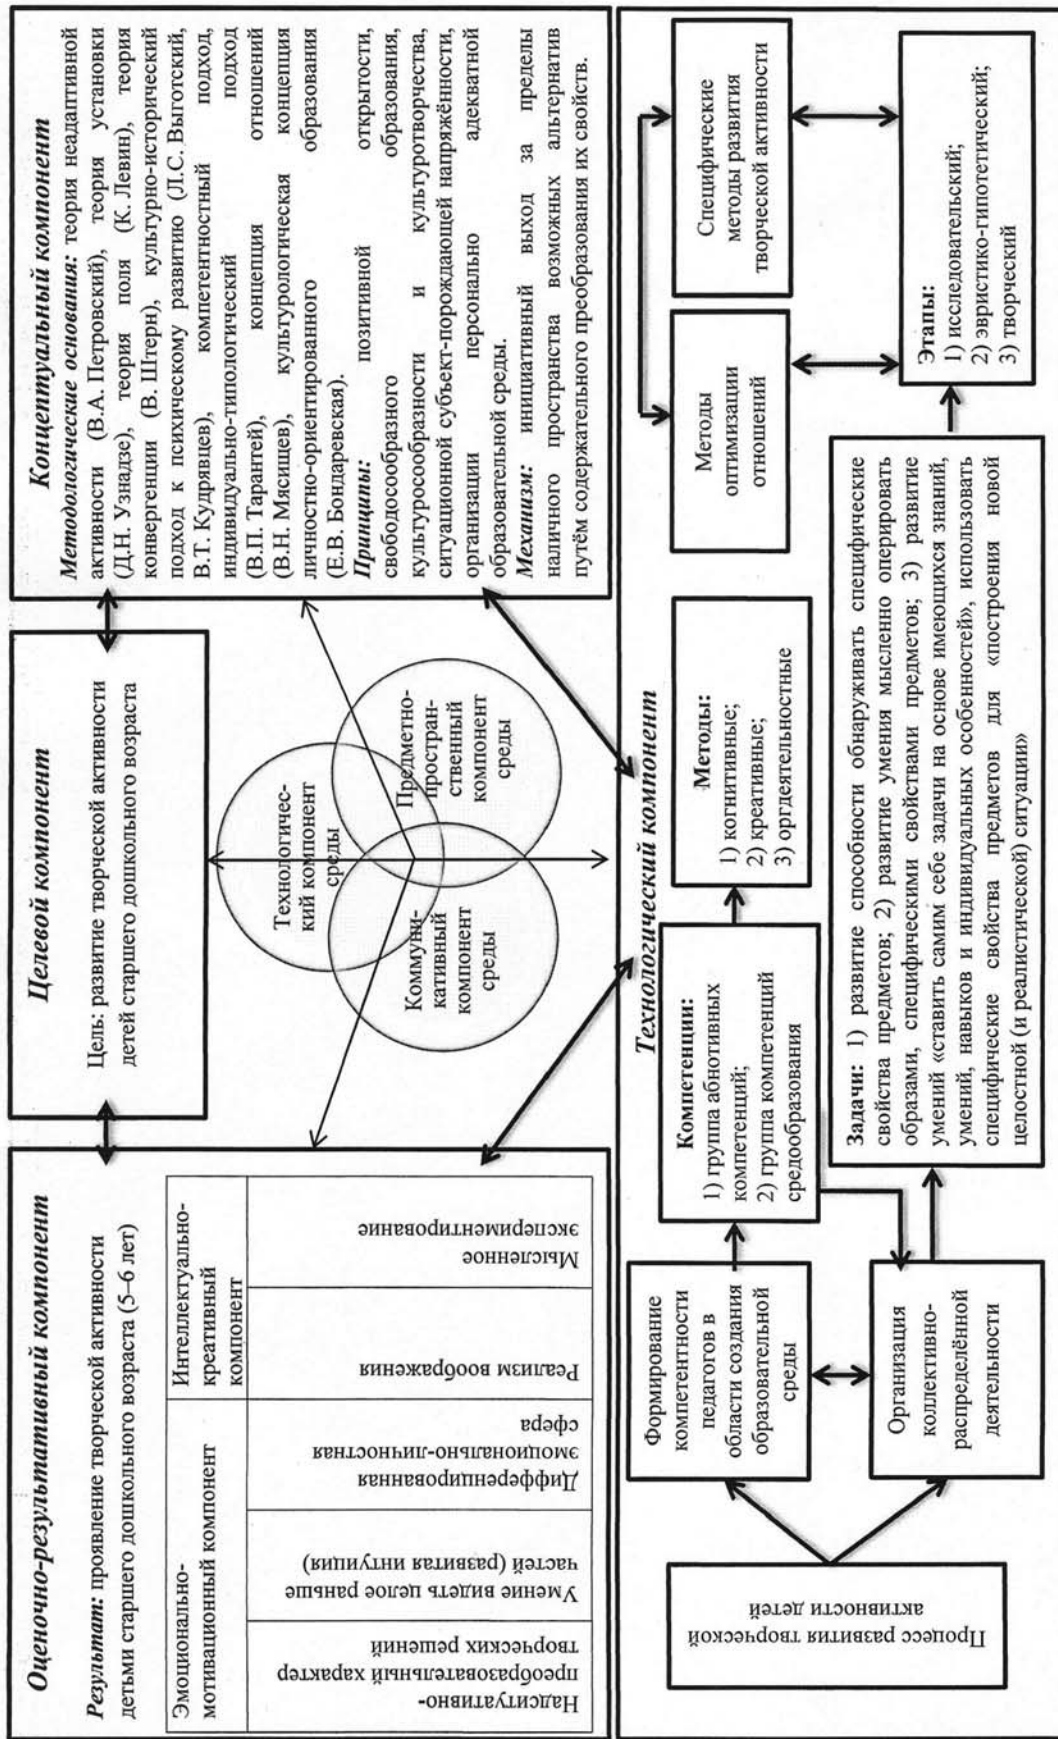 Оценочно-результативный компонент
Результат: проявление творческой активности
детьми старшего дошкольного возраста (5–6 лет)
Эмоционально-
мотивационный компонент
Интеллектуально-
креативный
компонент
Надситуативно-
преобразовательный характер
творческих решений
Умение видеть целое раньше
частей (развитая интуиция)
Дифференцированная
эмоционально-личностная
сфера
Реализм воображения
Мысленное
экспериментирование
Целевой компонент
Цель: развитие творческой активности
детей старшего дошкольного возраста
Технологичес-
кий компонент
среды
Коммуни-
кативный
компонент
среды
Предметно-
простран-
ственный
компонент
среды
Концептуальный компонент
Методологические основания: теория неадаптивной
активности (В.А. Петровский), теория установки
(Д.Н. Узнадзе), теория поля (К. Левин), теория
конвергенции (В. Штерн), культурно-исторический
подход к психическому развитию (Л.С. Выготский,
В.Т. Кудрявцев), компетентностный подход,
индивидуально-типологический подход
(В.П. Тарантей), концепция отношений
(В.Н. Мясищев), культурологическая концепция
личностно-ориентированного образования
(Е.В. Бондаревская).
Принципы: позитивной открытости,
свободосообразного образования,
культуросообразности и культуротворчества,
ситуационной субъект-порождающей напряжённости,
организации персонально адекватной
образовательной среды.
Механизм: инициативный выход за пределы
наличного пространства возможных альтернатив
путём содержательного преобразования их свойств.
Технологический компонент
Процесс развития творческой
активности детей
Формирование
компетентности
педагогов в
области создания
образовательной
среды
Организация
коллективно-
распределённой
деятельности
Компетенции:
1) группа абнотивных
компетенций;
2) группа компетенций
средообразования
Методы:
1) когнитивные;
2) креативные;
3) оргдеятельностные
Методы
оптимизации
отношений
Специфические
методы развития
творческой активности
Задачи: 1) развитие способности обнаруживать специфические
свойства предметов; 2) развитие умения мысленно оперировать
образами, специфическими свойствами предметов; 3) развитие
умений «ставить самим себе задачи на основе имеющихся знаний,
умений, навыков и индивидуальных особенностей», использовать
специфические свойства предметов для «построения новой
целостной (и реалистической) ситуации»
Этапы:
1) исследовательский;
2) эвристико-гипотетический;
3) творческий